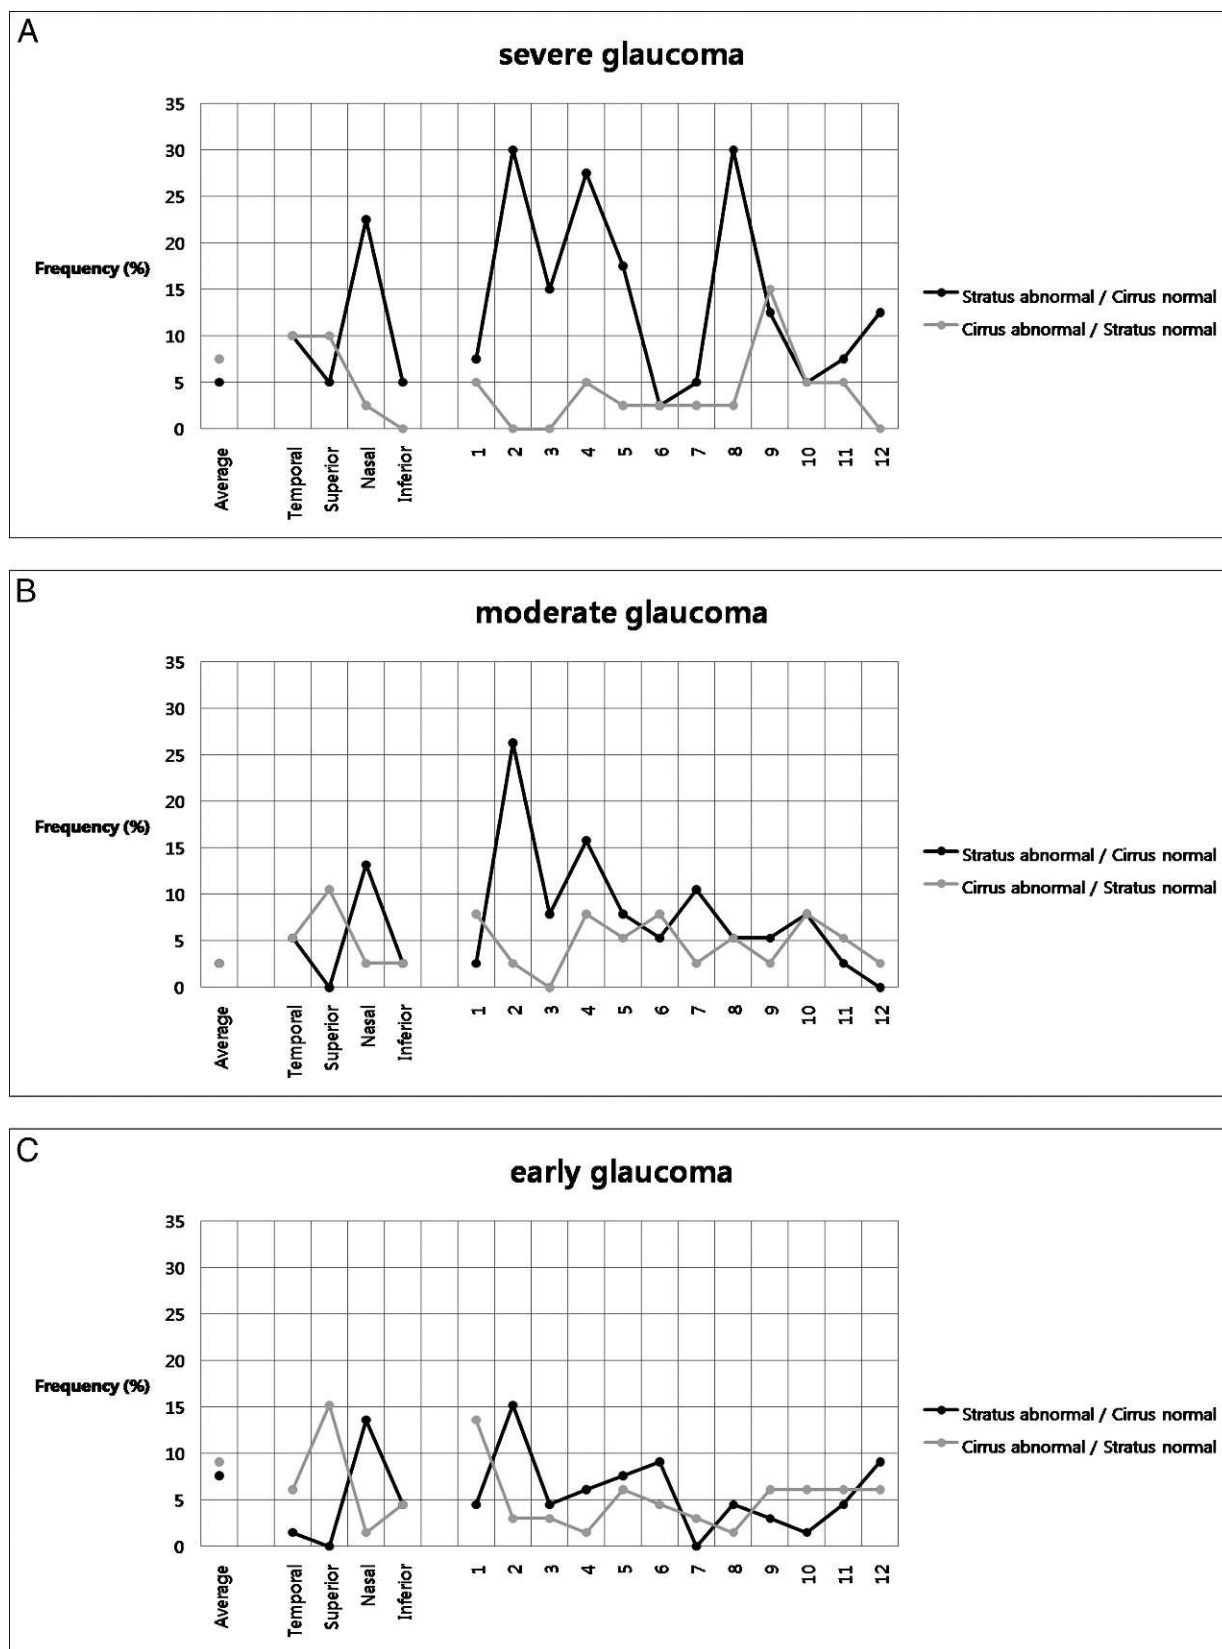 A
severe glaucoma
35
30
25
20
15
10
5
0
Frequency (%)
Average
Temporal
Superior
Nasal
Inferior
1
2
3
4
5
6
7
8
9
10
11
12
Stratus abnormal / Cirrus normal
Cirrus abnormal / Stratus normal
B
moderate glaucoma
35
30
25
20
15
10
5
0
Frequency (%)
Average
Temporal
Superior
Nasal
Inferior
1
2
3
4
5
6
7
8
9
10
11
12
Stratus abnormal / Cirrus normal
Cirrus abnormal / Stratus normal
C
early glaucoma
35
30
25
20
15
10
5
0
Frequency (%)
Average
Temporal
Superior
Nasal
Inferior
1
2
3
4
5
6
7
8
9
10
11
12
Stratus abnormal / Cirrus normal
Cirrus abnormal / Stratus normal